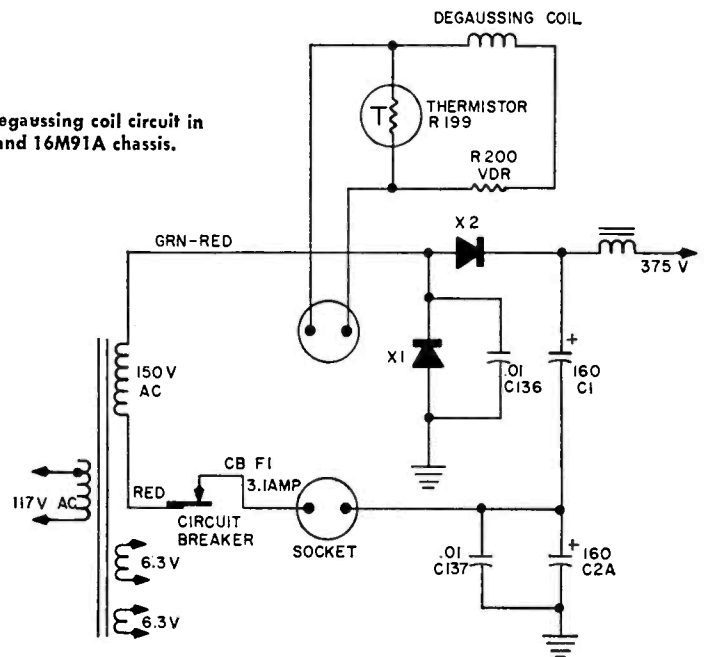 DEGAUSSING COIL
egaussing coil circuit in
and 16M91A chassis.
T
THERMISTOR
R199
R200
VDR
GRN-RED
X2
375 V
150 V
AC
X1
.01
C136
+
160
C1
117V AC
RED
CB F1
3.1AMP
CIRCUIT
BREAKER
SOCKET
.01
C137
+
160
C2A
6.3V
6.3V